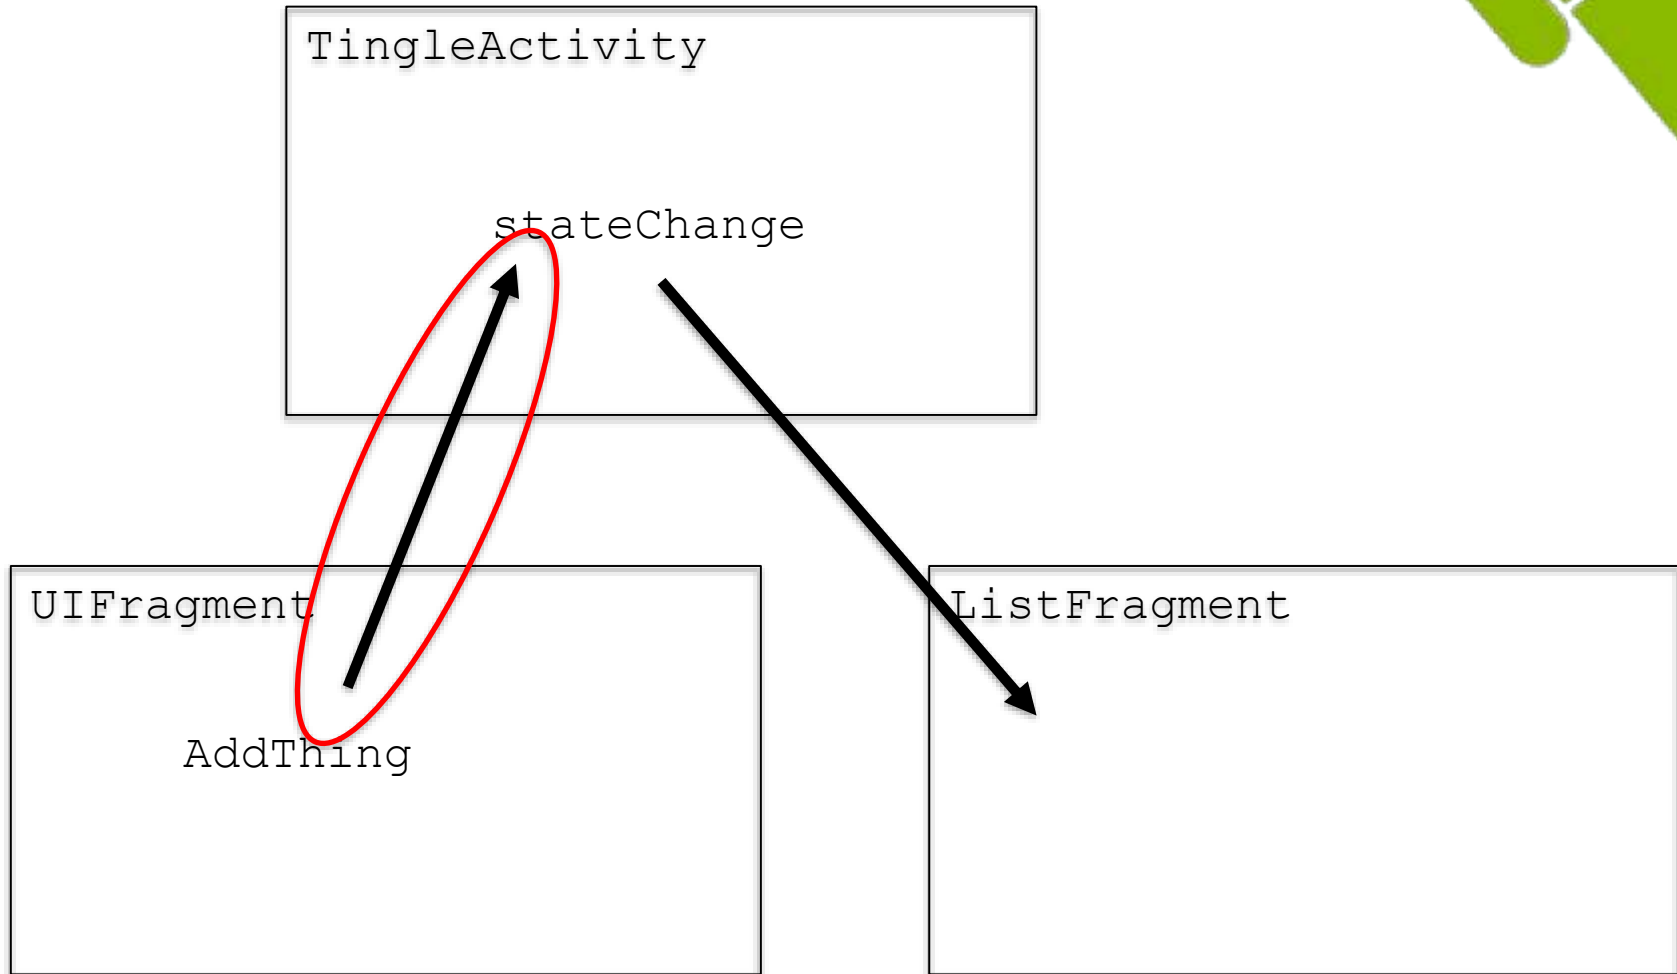 TingleActivity
stateChange
UIFragment
AddThing
ListFragment